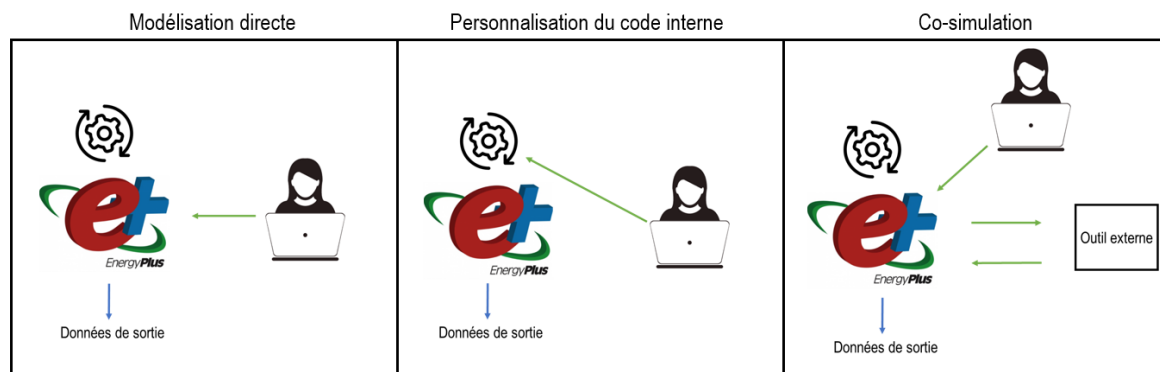 Modélisation directe
Personnalisation du code interne
Co-simulation
e+
EnergyPlus
Données de sortie
e+
EnergyPlus
Données de sortie
e+
EnergyPlus
Outil externe
Données de sortie